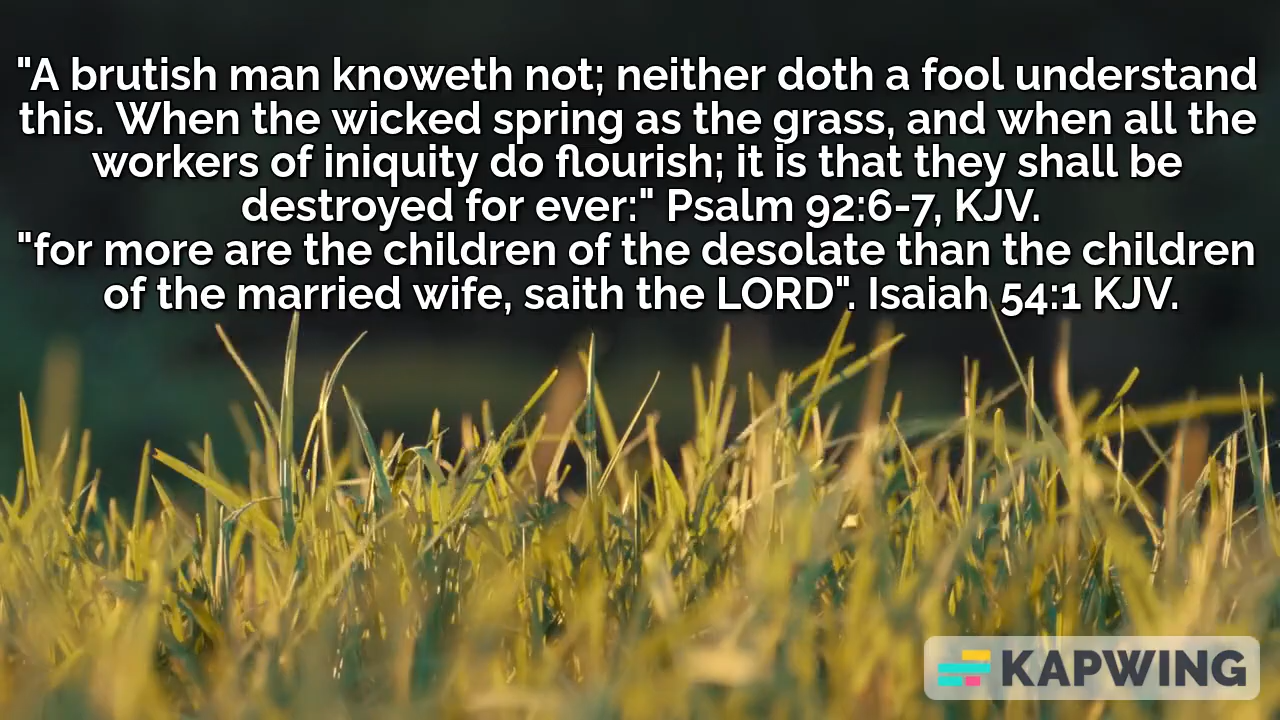 "A brutish man knoweth not; neither doth a fool understand
this. When the wicked spring as the grass, and when all the
workers of iniquity do flourish; it is that they shall be
destroyed for ever:" Psalm 92:6-7, KJV.
"for more are the children of the desolate than the children
of the married wife, saith the LORD". Isaiah 54:1 KJV.
KAPWING